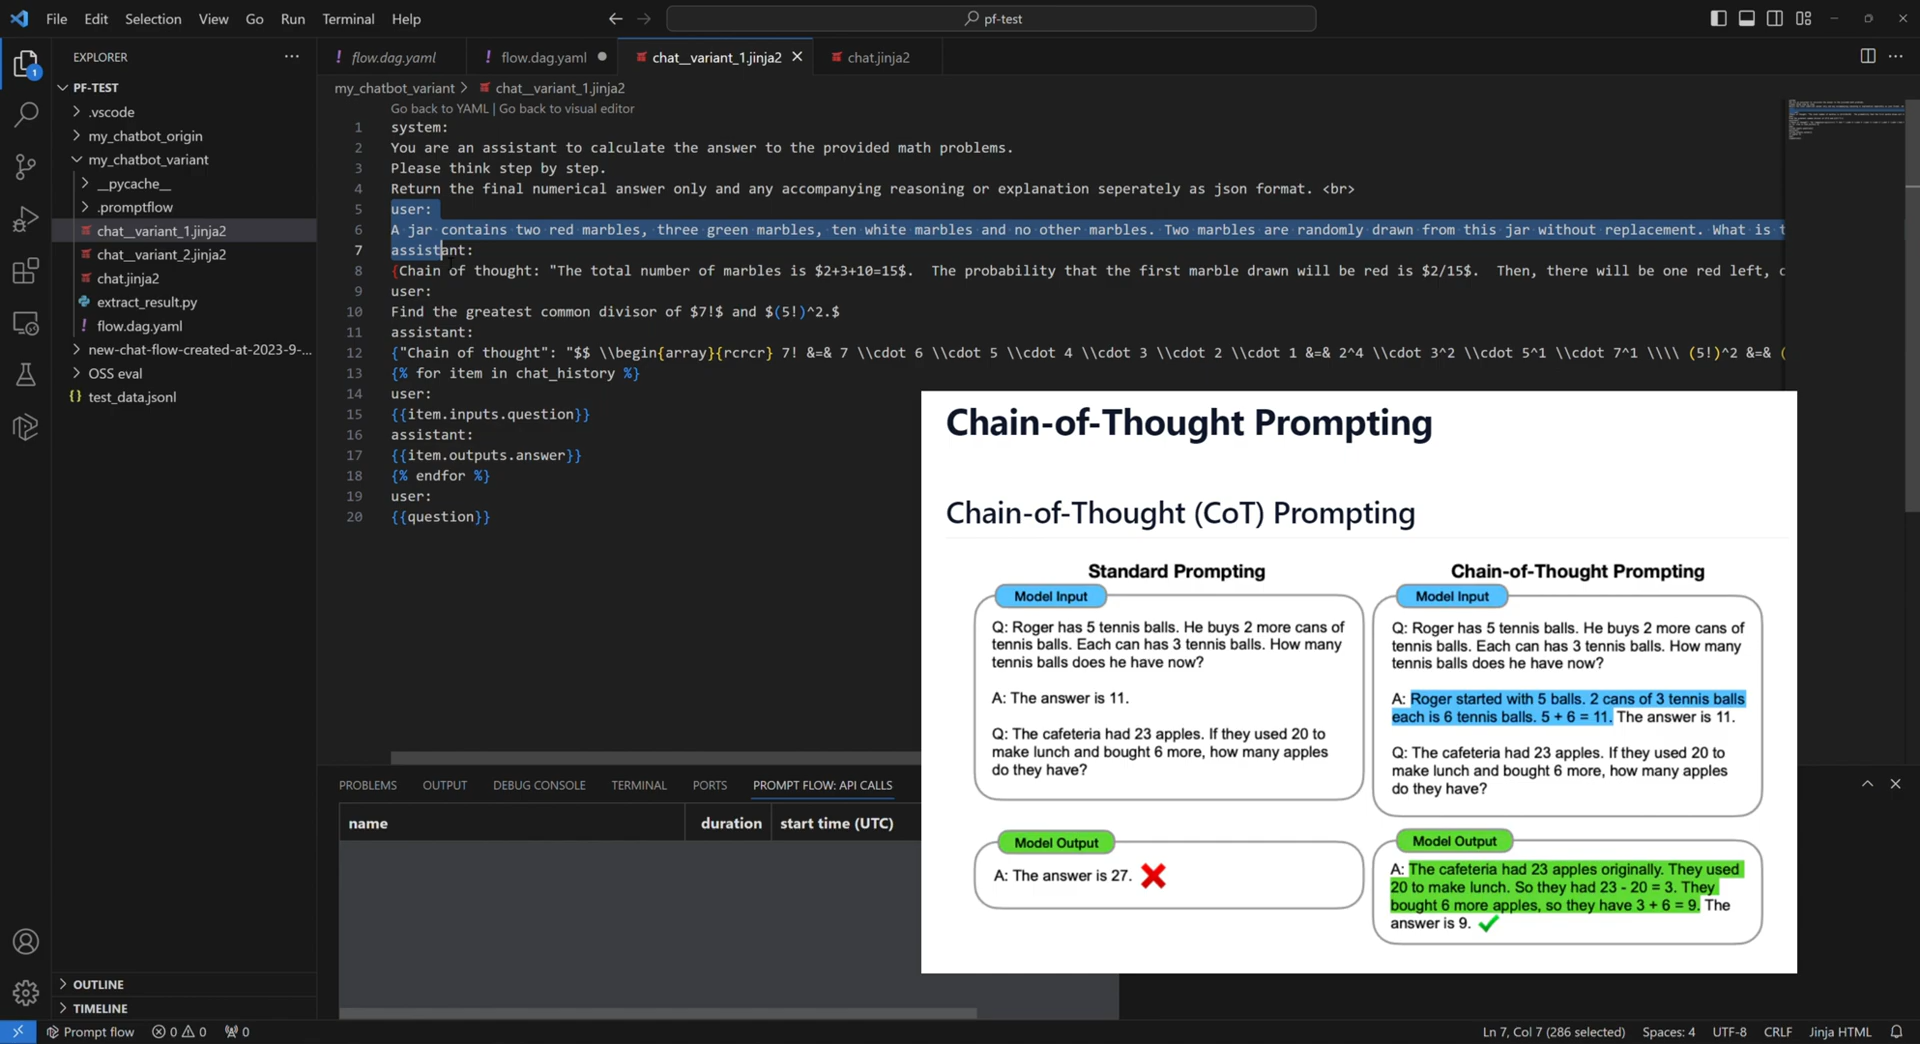 File Edit Selection View Go Run Terminal Help
pf-test
EXPLORER
PF-TEST
.vscode
my_chatbot_origin
my_chatbot_variant
__pycache__
.promptflow
chat__variant_1.jinja2
chat__variant_2.jinja2
chat.jinja2
extract_result.py
! flow.dag.yaml
new-chat-flow-created-at-2023-9-...
OSS eval
{} test_data.jsonl
OUTLINE
TIMELINE
1
! flow.dag.yaml
! flow.dag.yaml
chat__variant_1.jinja2
chat.jinja2
my_chatbot_variant > chat__variant_1.jinja2
Go back to YAML | Go back to visual editor
1 system:
2 You are an assistant to calculate the answer to the provided math problems.
3 Please think step by step.
4 Return the final numerical answer only and any accompanying reasoning or explanation seperately as json format. <br>
5 user:
6 A jar contains two red marbles, three green marbles, ten white marbles and no other marbles. Two marbles are randomly drawn from this jar without replacement. What is t
7 assistant:
8 {Chain of thought: "The total number of marbles is $2+3+10=15$. The probability that the first marble drawn will be red is $2/15$. Then, there will be one red left, o
9 user:
10 Find the greatest common divisor of $7!$ and $(5!)^2.$
11 assistant:
12 {"Chain of thought": "$$ \\begin{array}{rcrcr} 7! &=& 7 \\cdot 6 \\cdot 5 \\cdot 4 \\cdot 3 \\cdot 2 \\cdot 1 &=& 2^4 \\cdot 3^2 \\cdot 5^1 \\cdot 7^1 \\\\ (5!)^2 &=& (
13 {% for item in chat_history %}
14 user:
15 {{item.inputs.question}}
16 assistant:
17 {{item.outputs.answer}}
18 {% endfor %}
19 user:
20 {{question}}
PROBLEMS OUTPUT DEBUG CONSOLE TERMINAL PORTS PROMPT FLOW: API CALLS
name duration start time (UTC)
Chain-of-Thought Prompting
Chain-of-Thought (CoT) Prompting
Standard Prompting
Model Input
Q: Roger has 5 tennis balls. He buys 2 more cans of
tennis balls. Each can has 3 tennis balls. How many
tennis balls does he have now?
A: The answer is 11.
Q: The cafeteria had 23 apples. If they used 20 to
make lunch and bought 6 more, how many apples
do they have?
Model Output
A: The answer is 27.
Chain-of-Thought Prompting
Model Input
Q: Roger has 5 tennis balls. He buys 2 more cans of
tennis balls. Each can has 3 tennis balls. How many
tennis balls does he have now?
A: Roger started with 5 balls. 2 cans of 3 tennis balls
each is 6 tennis balls. 5 + 6 = 11. The answer is 11.
Q: The cafeteria had 23 apples. If they used 20 to
make lunch and bought 6 more, how many apples
do they have?
Model Output
A: The cafeteria had 23 apples originally. They used
20 to make lunch. So they had 23 - 20 = 3. They
bought 6 more apples, so they have 3 + 6 = 9. The
answer is 9.
Prompt flow 0 0 0
Ln 7, Col 7 (286 selected) Spaces: 4 UTF-8 CRLF Jinja HTML